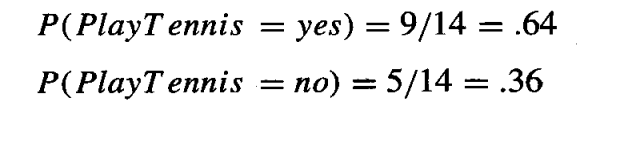 P(PlayTennis = yes) = 9/14 = .64
P(PlayTennis = no) = 5/14 = .36